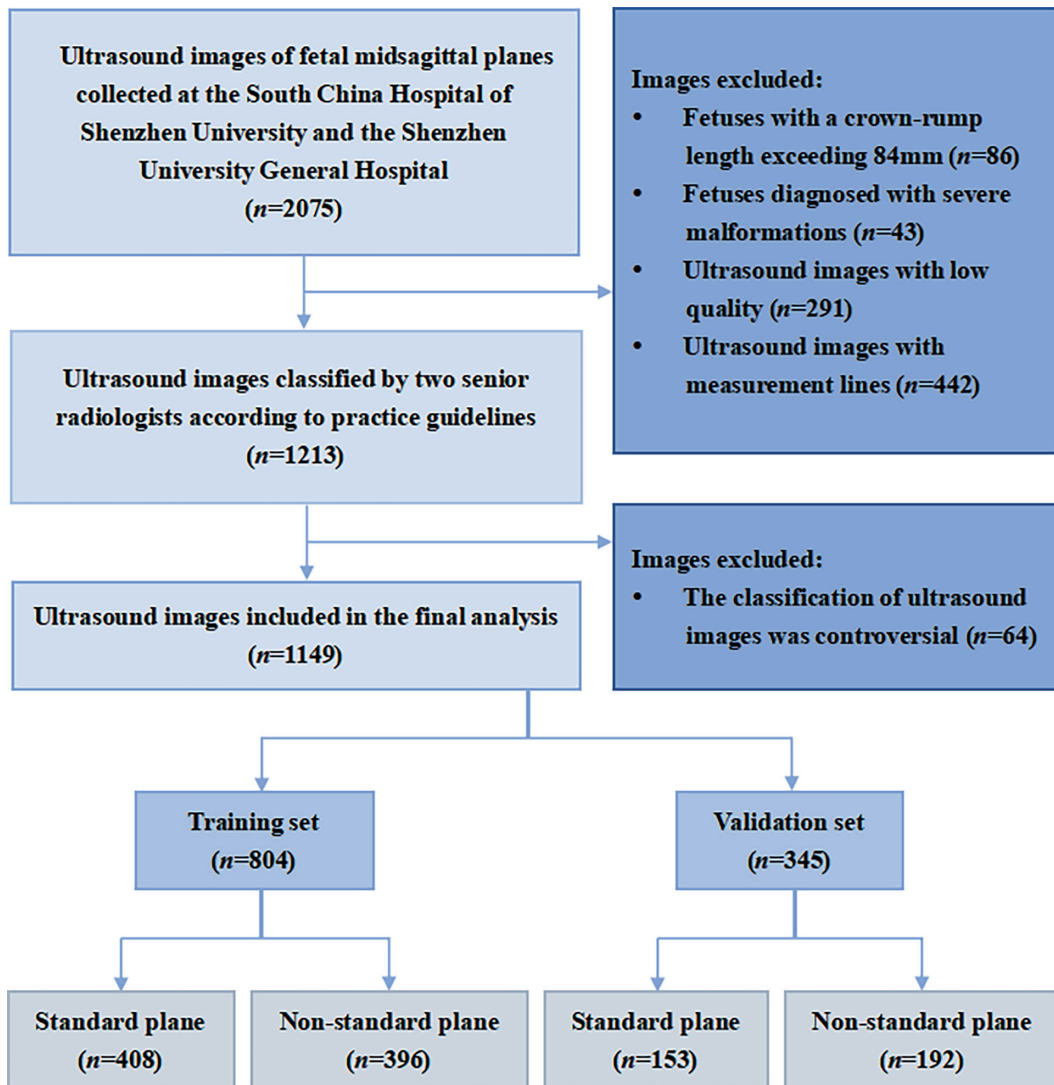 Ultrasound images of fetal midsagittal planes
collected at the South China Hospital of
Shenzhen University and the Shenzhen
University General Hospital
(n=2075)
Images excluded:
• Fetuses with a crown-rump
length exceeding 84mm (n=86)
• Fetuses diagnosed with severe
malformations (n=43)
• Ultrasound images with low
quality (n=291)
• Ultrasound images with
measurement lines (n=442)
Ultrasound images classified by two senior
radiologists according to practice guidelines
(n=1213)
Images excluded:
• The classification of ultrasound
images was controversial (n=64)
Ultrasound images included in the final analysis
(n=1149)
Training set
(n=804)
Validation set
(n=345)
Standard plane
(n=408)
Non-standard plane
(n=396)
Standard plane
(n=153)
Non-standard plane
(n=192)